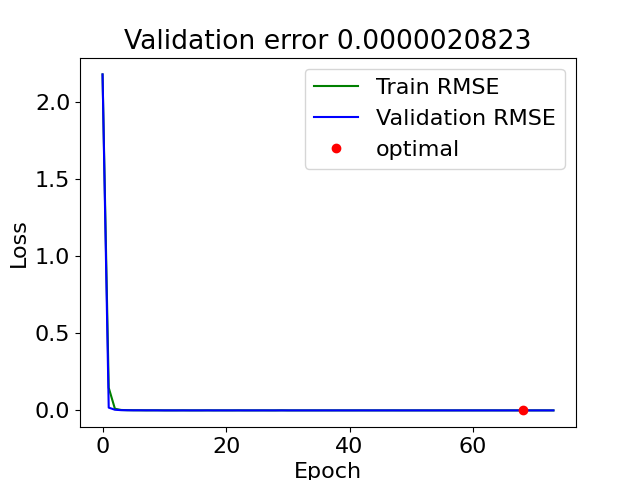 Validation error 0.0000020823
Train RMSE
Validation RMSE
optimal
Loss
2.0
1.5
1.0
0.5
0.0
0 20 40 60
Epoch